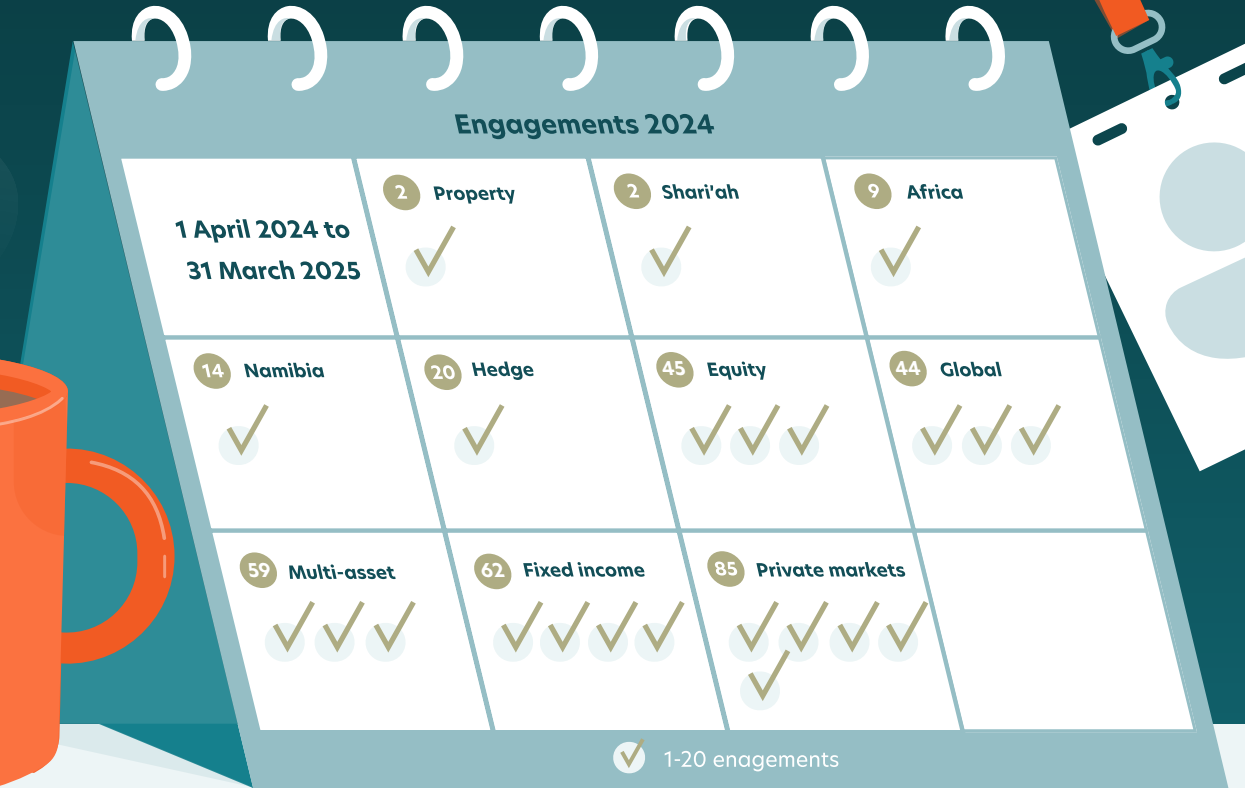 Engagements 2024
1 April 2024 to
31 March 2025
2 Property
2 Shari'ah
9 Africa
14 Namibia
20 Hedge
45 Equity
44 Global
59 Multi-asset
62 Fixed income
85 Private markets
1-20 enagements